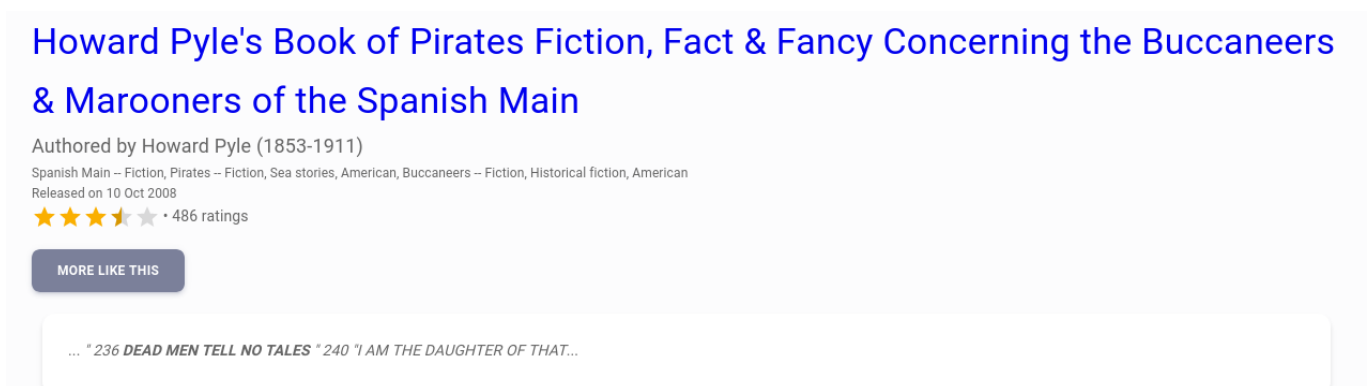 Howard Pyle's Book of Pirates Fiction, Fact & Fancy Concerning the Buccaneers
& Marooners of the Spanish Main
Authored by Howard Pyle (1853-1911)
Spanish Main -- Fiction, Pirates -- Fiction, Sea stories, American, Buccaneers -- Fiction, Historical fiction, American
Released on 10 Oct 2008
• 486 ratings
MORE LIKE THIS
... " 236 DEAD MEN TELL NO TALES " 240 "I AM THE DAUGHTER OF THAT...